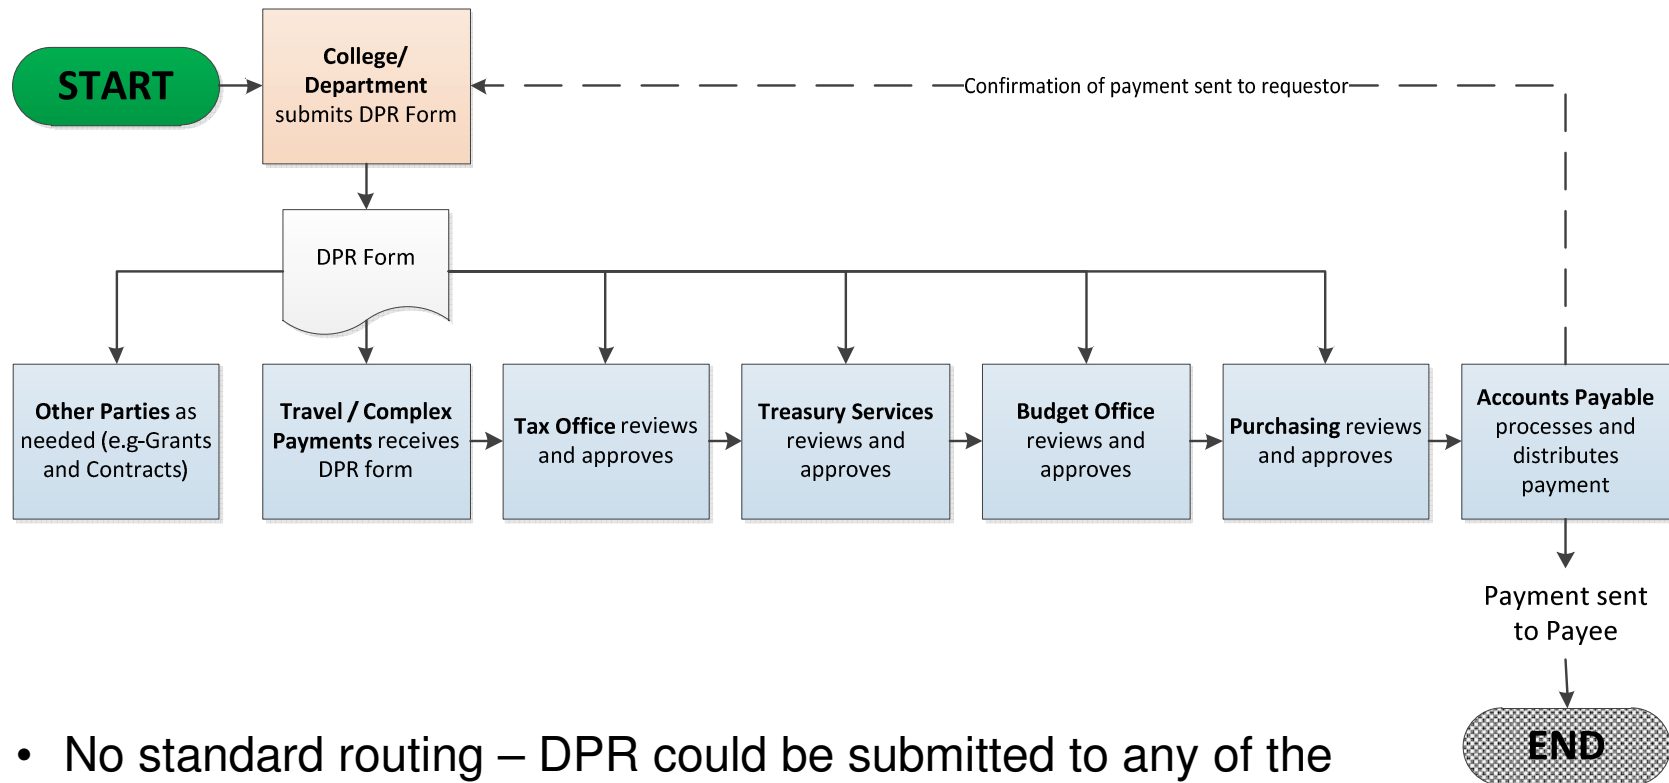 START
College/
Department
submits DPR Form
Confirmation of payment sent to requestor
DPR Form
Other Parties as
needed (e.g-Grants
and Contracts)
Travel / Complex
Payments receives
DPR form
Tax Office reviews
and approves
Treasury Services
reviews and
approves
Budget Office
reviews and
approves
Purchasing reviews
and approves
Accounts Payable
processes and
distributes
payment
Payment sent
to Payee
END
• No standard routing – DPR could be submitted to any of the